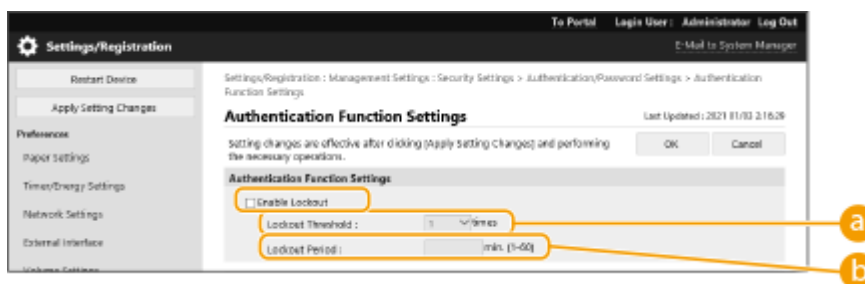 To Portal Login User : Administrator Log Out
Settings/Registration
E-Mail to System Manager
Restart Device
Apply Setting Changes
Preferences
Paper Settings
Timer/Energy Settings
Network Settings
External Interface
Volume Settings
Settings/Registration : Management Settings : Security Settings > Authentication/Password Settings > Authentication
Function Settings
Authentication Function Settings
Last Updated : 2021 01/03 2:16:29
Setting changes are effective after clicking [Apply Setting Changes] and performing
the necessary operations.
OK
Cancel
Authentication Function Settings
Enable Lockout
Lockout Threshold :
1 times
a
Lockout Period :
min. (1-60)
b